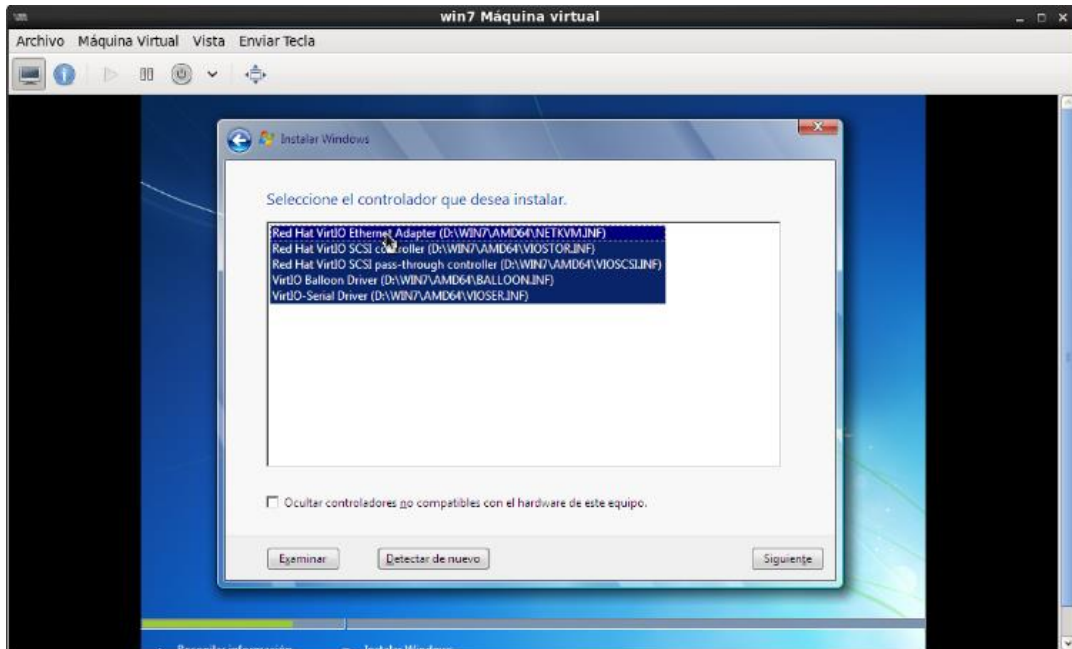 win7 Máquina virtual
Archivo Máquina Virtual Vista Enviar Tecla
Instalar Windows
Seleccione el controlador que desea instalar.
Red Hat VirtIO Ethernet Adapter (D:\WIN7\AMD64\NETKVM.INF)
Red Hat VirtIO SCSI controller (D:\WIN7\AMD64\VIOSTOR.INF)
Red Hat VirtIO SCSI pass-through controller (D:\WIN7\AMD64\VIOSCSI.INF)
VirtIO Balloon Driver (D:\WIN7\AMD64\BALLOON.INF)
VirtIO-Serial Driver (D:\WIN7\AMD64\VIOSER.INF)
Ocultar controladores no compatibles con el hardware de este equipo.
Examinar Detectar de nuevo Siguiente
Instalar Windows